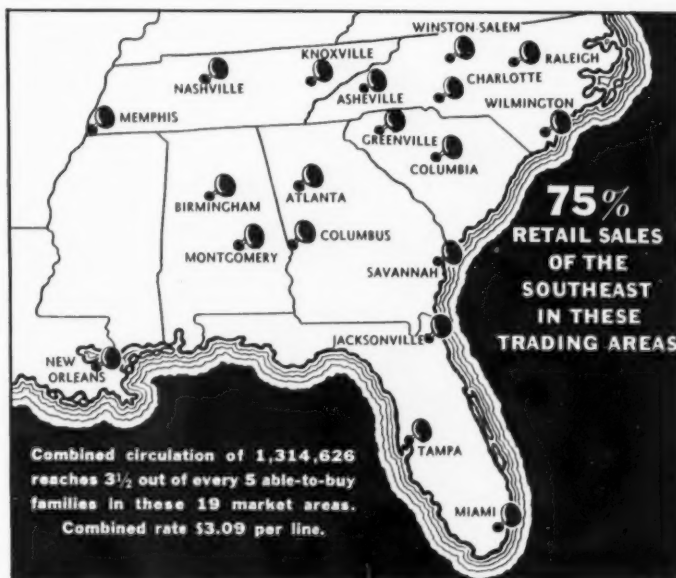 WINSTON-SALEM
KNOXVILLE
RALEIGH
NASHVILLE
CHARLOTTE
ASHEVILLE
WILMINGTON
MEMPHIS
GREENVILLE
COLUMBIA
BIRMINGHAM
ATLANTA
MONTGOMERY
COLUMBUS
SAVANNAH
75%
RETAIL SALES
OF THE
SOUTHEAST
IN THESE
TRADING AREAS
JACKSONVILLE
NEW
ORLEANS
TAMPA
MIAMI
Combined circulation of 1,314,626
reaches 3½ out of every 5 able-to-buy
families in these 19 market areas.
Combined rate $3.09 per line.